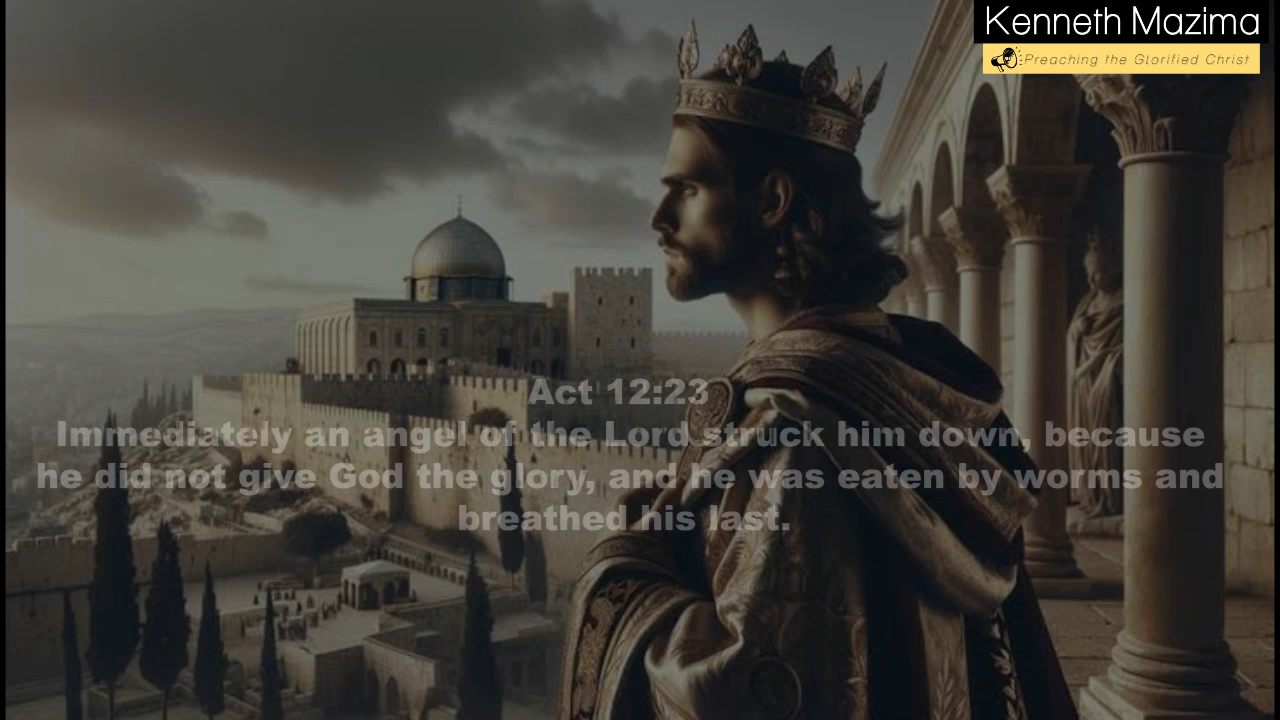 Kenneth Mazima
Preaching the Glorified Christ
Act 12:23
Immediately an angel of the Lord struck him down, because
he did not give God the glory, and he was eaten by worms and
breathed his last.